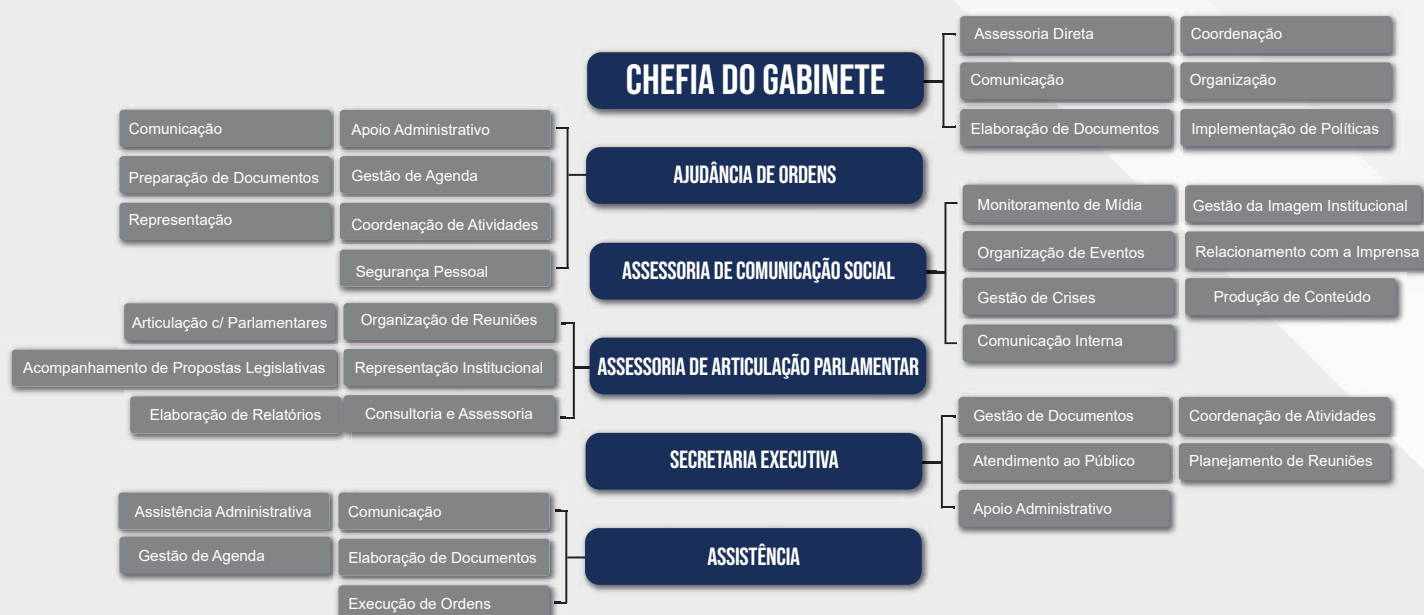 CHEFIA DO GABINETE
Assessoria Direta
Coordenação
Comunicação
Organização
Elaboração de Documentos
Implementação de Políticas
AJUDÂNCIA DE ORDENS
Comunicação
Apoio Administrativo
Preparação de Documentos
Gestão de Agenda
Representação
Coordenação de Atividades
Segurança Pessoal
ASSESSORIA DE COMUNICAÇÃO SOCIAL
Monitoramento de Mídia
Gestão da Imagem Institucional
Organização de Eventos
Relacionamento com a Imprensa
Gestão de Crises
Produção de Conteúdo
Comunicação Interna
ASSESSORIA DE ARTICULAÇÃO PARLAMENTAR
Articulação c/ Parlamentares
Organização de Reuniões
Acompanhamento de Propostas Legislativas
Representação Institucional
Elaboração de Relatórios
Consultoria e Assessoria
SECRETARIA EXECUTIVA
Gestão de Documentos
Coordenação de Atividades
Atendimento ao Público
Planejamento de Reuniões
Apoio Administrativo
ASSISTÊNCIA
Assistência Administrativa
Comunicação
Gestão de Agenda
Elaboração de Documentos
Execução de Ordens